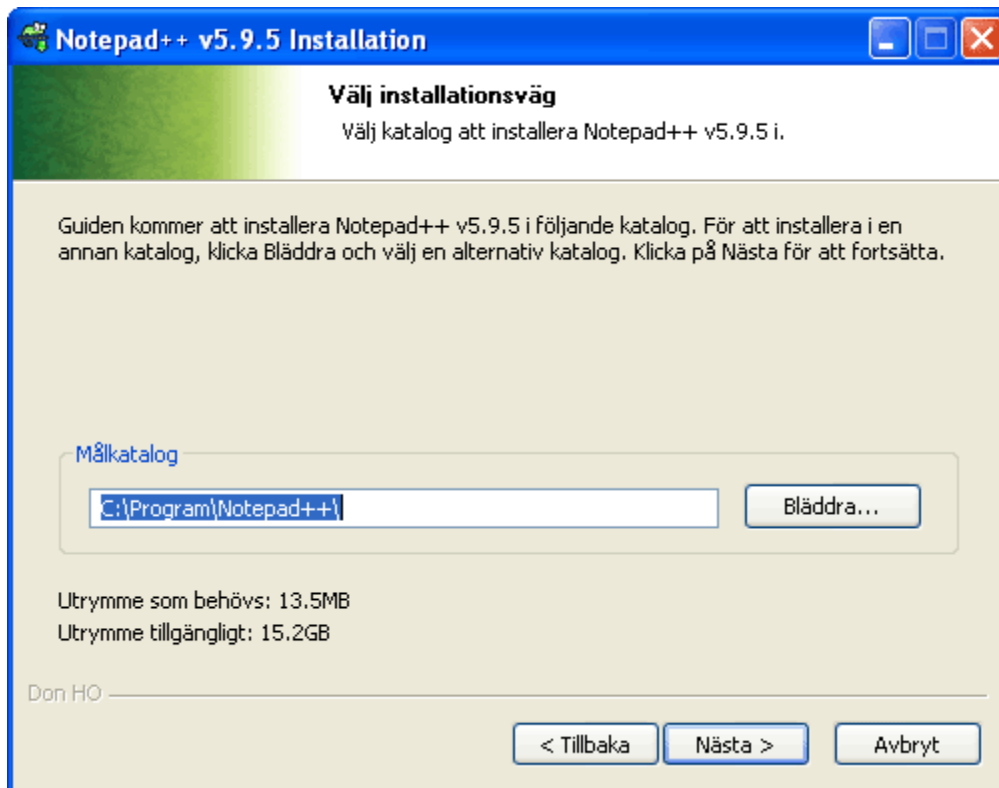 Notepad++ v5.9.5 Installation
Välj installationsväg
Välj katalog att installera Notepad++ v5.9.5 i.
Guiden kommer att installera Notepad++ v5.9.5 i följande katalog. För att installera i en
annan katalog, klicka Bläddra och välj en alternativ katalog. Klicka på Nästa för att fortsätta.
Målkatalog
C:\Program\Notepad++\
Bläddra...
Utrymme som behövs: 13.5MB
Utrymme tillgängligt: 15.2GB
Don HO
< Tillbaka
Nästa >
Avbryt